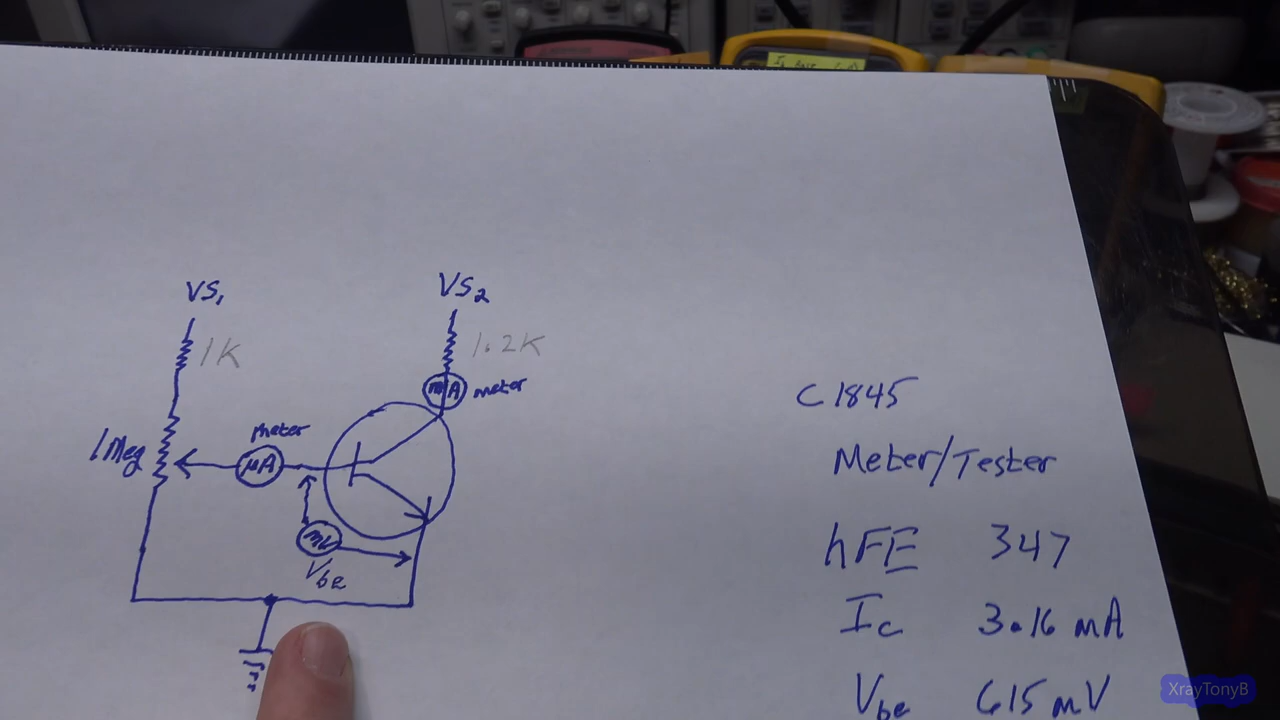 VS1
VS2
1K
1.2K
mA
meter
meter
1Meg
µA
mV
Vbe
C1845
Meter/Tester
hFE 347
Ic 3.16 mA
Vbe 615 mV
XrayTonyB